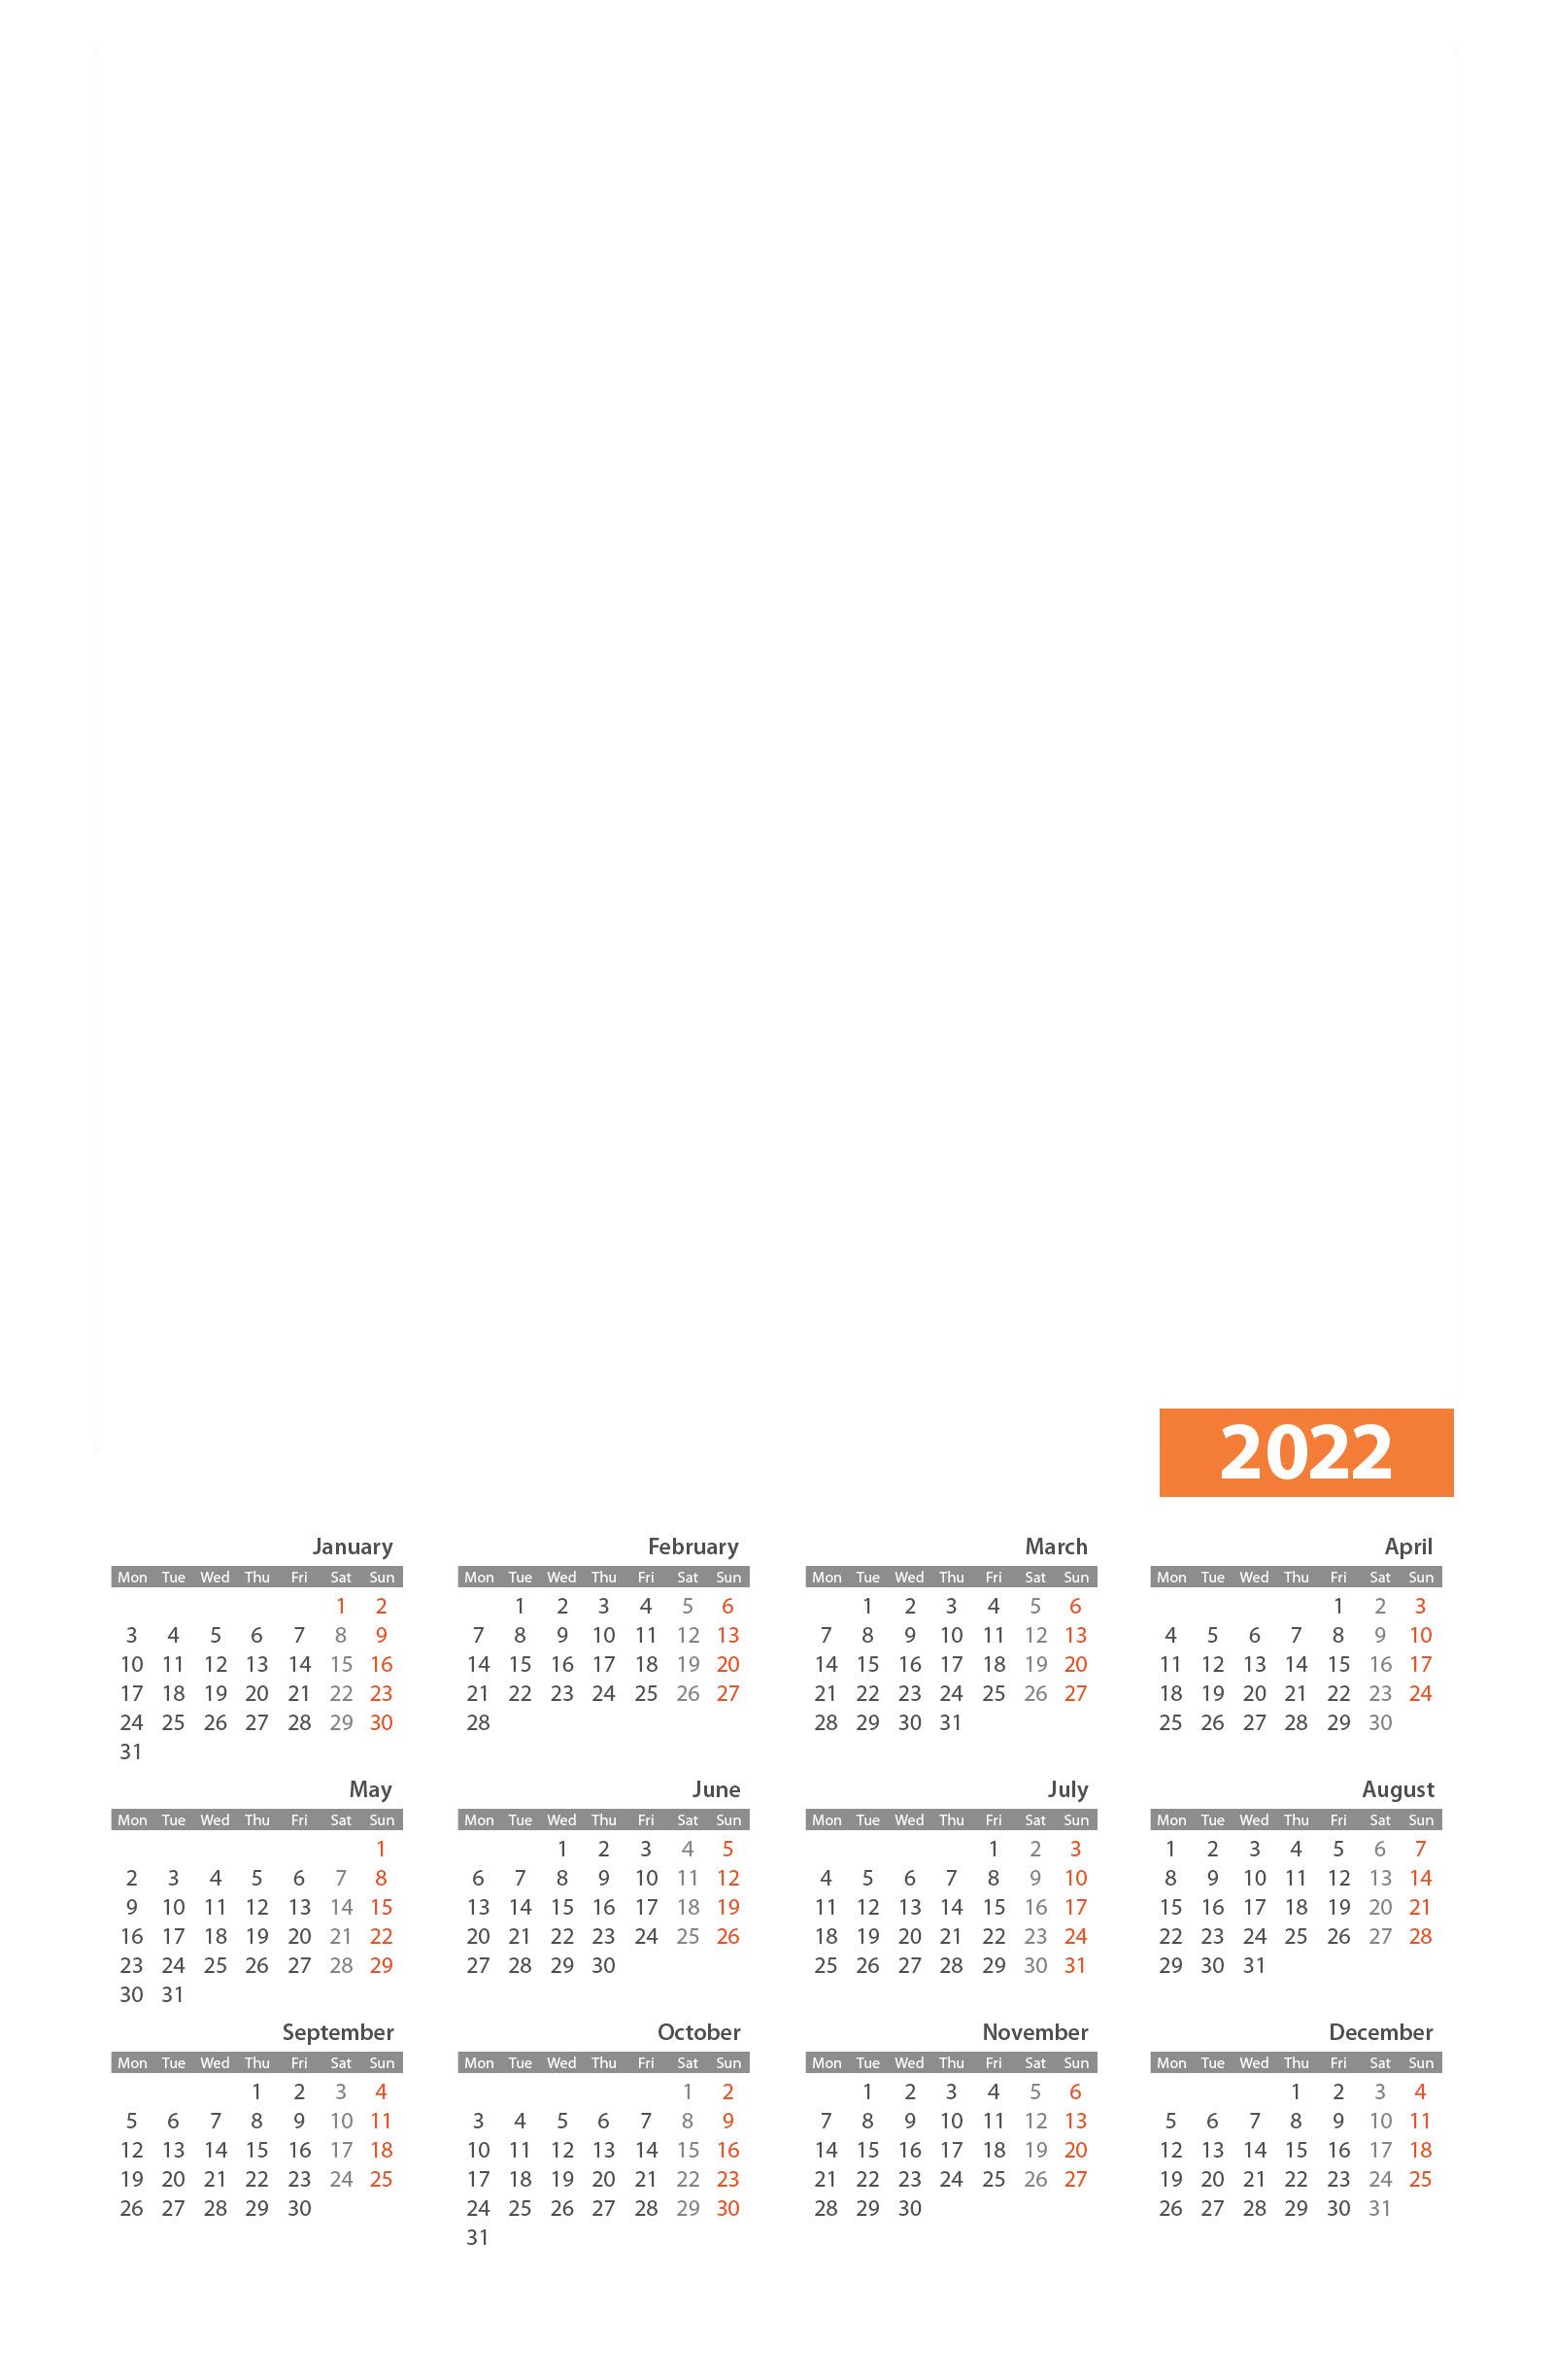 2022
January
Mon Tue Wed Thu Fri Sat Sun
1 2
3 4 5 6 7 8 9
10 11 12 13 14 15 16
17 18 19 20 21 22 23
24 25 26 27 28 29 30
31
February
Mon Tue Wed Thu Fri Sat Sun
1 2 3 4 5 6
7 8 9 10 11 12 13
14 15 16 17 18 19 20
21 22 23 24 25 26 27
28
March
Mon Tue Wed Thu Fri Sat Sun
1 2 3 4 5 6
7 8 9 10 11 12 13
14 15 16 17 18 19 20
21 22 23 24 25 26 27
28 29 30 31
April
Mon Tue Wed Thu Fri Sat Sun
1 2 3
4 5 6 7 8 9 10
11 12 13 14 15 16 17
18 19 20 21 22 23 24
25 26 27 28 29 30
May
Mon Tue Wed Thu Fri Sat Sun
1
2 3 4 5 6 7 8
9 10 11 12 13 14 15
16 17 18 19 20 21 22
23 24 25 26 27 28 29
30 31
June
Mon Tue Wed Thu Fri Sat Sun
1 2 3 4 5
6 7 8 9 10 11 12
13 14 15 16 17 18 19
20 21 22 23 24 25 26
27 28 29 30
July
Mon Tue Wed Thu Fri Sat Sun
1 2 3
4 5 6 7 8 9 10
11 12 13 14 15 16 17
18 19 20 21 22 23 24
25 26 27 28 29 30 31
August
Mon Tue Wed Thu Fri Sat Sun
1 2 3 4 5 6 7
8 9 10 11 12 13 14
15 16 17 18 19 20 21
22 23 24 25 26 27 28
29 30 31
September
Mon Tue Wed Thu Fri Sat Sun
1 2 3 4
5 6 7 8 9 10 11
12 13 14 15 16 17 18
19 20 21 22 23 24 25
26 27 28 29 30
October
Mon Tue Wed Thu Fri Sat Sun
1 2
3 4 5 6 7 8 9
10 11 12 13 14 15 16
17 18 19 20 21 22 23
24 25 26 27 28 29 30
31
November
Mon Tue Wed Thu Fri Sat Sun
1 2 3 4 5 6
7 8 9 10 11 12 13
14 15 16 17 18 19 20
21 22 23 24 25 26 27
28 29 30
December
Mon Tue Wed Thu Fri Sat Sun
1 2 3 4
5 6 7 8 9 10 11
12 13 14 15 16 17 18
19 20 21 22 23 24 25
26 27 28 29 30 31